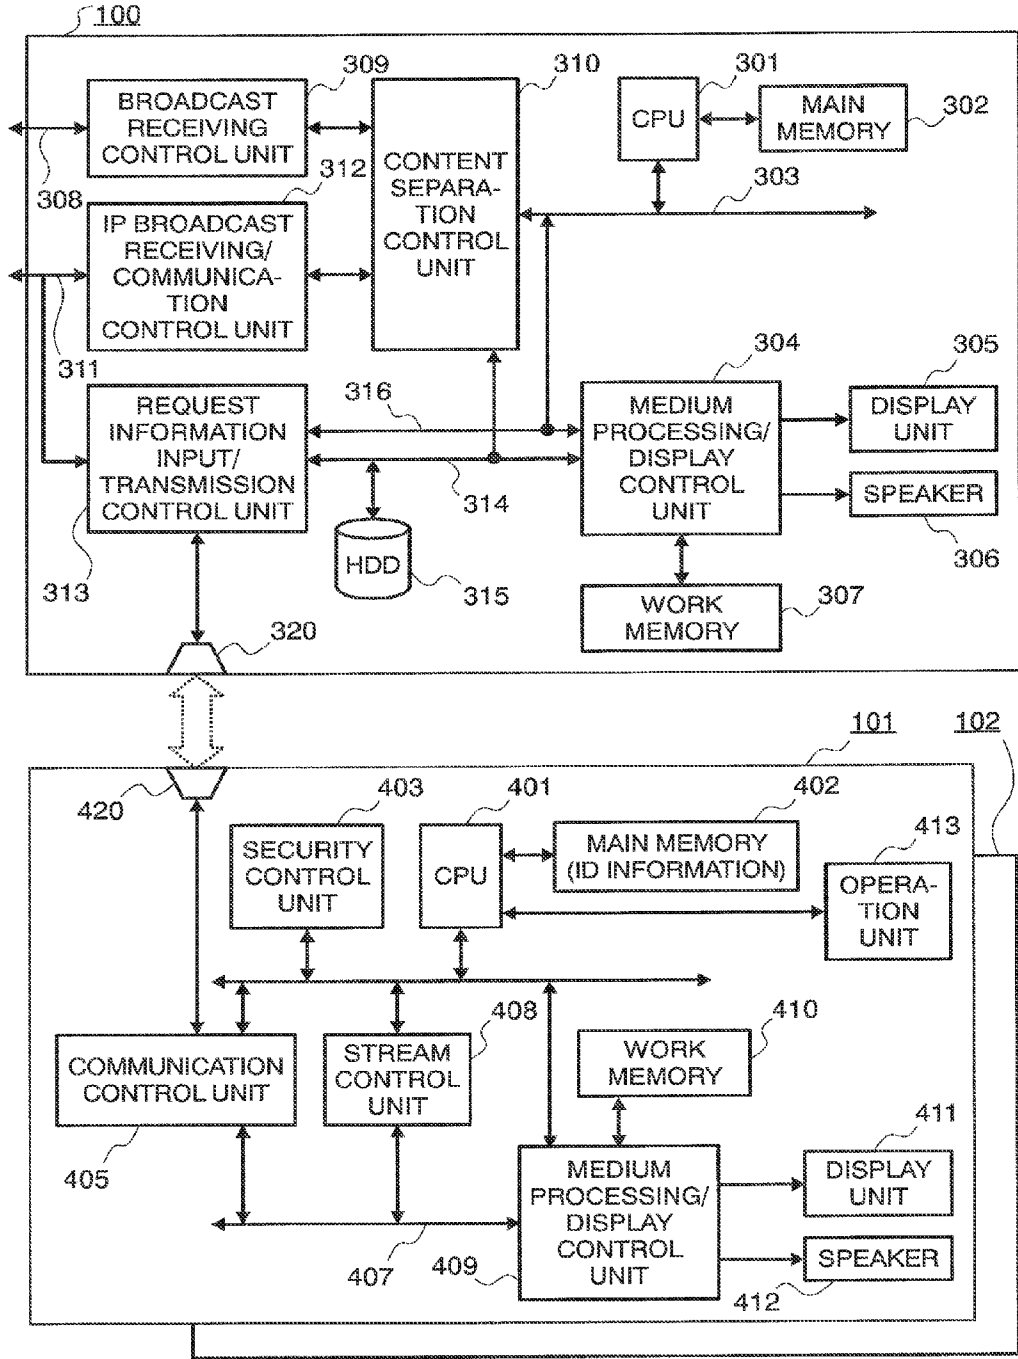 100
BROADCAST
RECEIVING
CONTROL UNIT
309
310
301
CPU
MAIN
MEMORY
302
308
312
CONTENT
SEPARA-
TION
CONTROL
UNIT
303
IP BROADCAST
RECEIVING/
COMMUNICA-
TION
CONTROL UNIT
311
316
304
305
REQUEST
INFORMATION
INPUT/
TRANSMISSION
CONTROL UNIT
MEDIUM
PROCESSING/
DISPLAY
CONTROL
UNIT
DISPLAY
UNIT
314
SPEAKER
306
313
HDD
315
WORK
MEMORY
307
320
101
102
420
403
401
402
413
SECURITY
CONTROL
UNIT
CPU
MAIN MEMORY
(ID INFORMATION)
OPERA-
TION
UNIT
408
410
COMMUNICATION
CONTROL UNIT
STREAM
CONTROL
UNIT
WORK
MEMORY
411
405
MEDIUM
PROCESSING/
DISPLAY
CONTROL
UNIT
DISPLAY
UNIT
407
409
SPEAKER
412